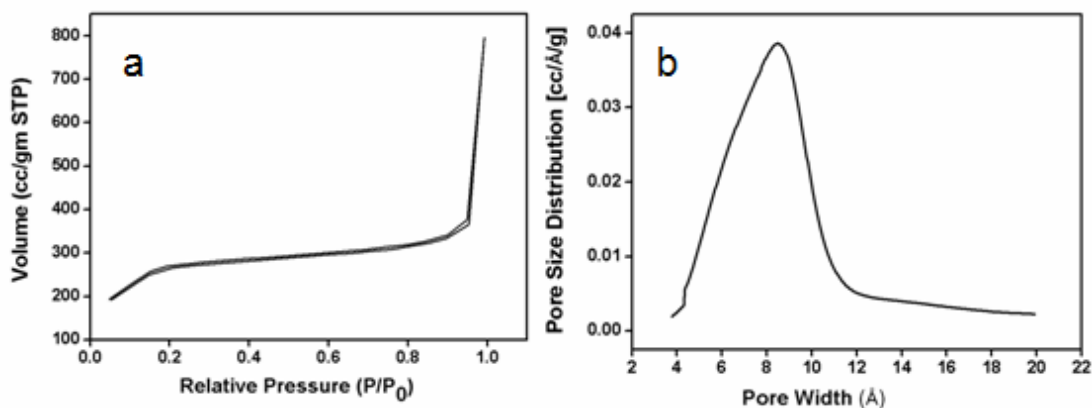 a
Volume (cc/gm STP)
800
700
600
500
400
300
200
100
0.0 0.2 0.4 0.6 0.8 1.0
Relative Pressure (P/P0)
b
Pore Size Distribution [cc/Å/g]
0.04
0.03
0.02
0.01
0.00
2 4 6 8 10 12 14 16 18 20 22
Pore Width (Å)